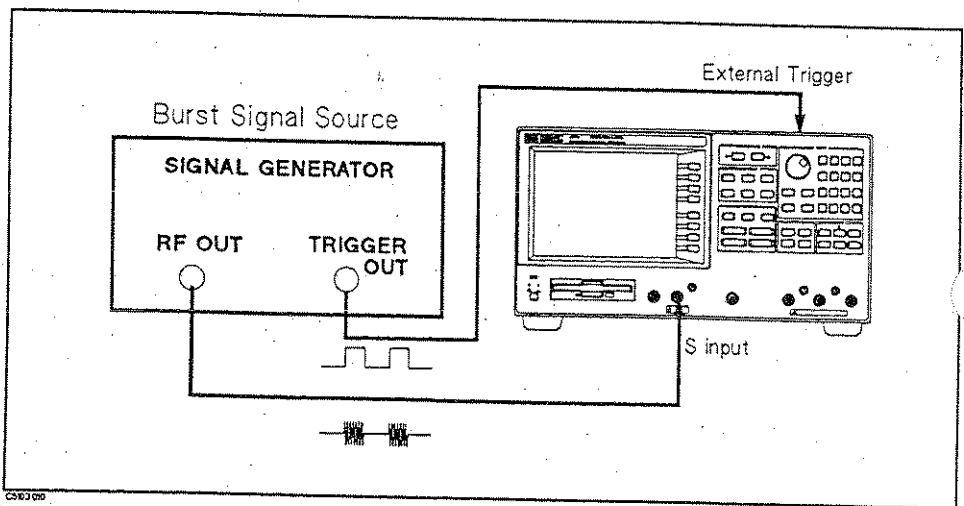 External Trigger
Burst Signal Source
SIGNAL GENERATOR
RF OUT
TRIGGER
OUT
S input